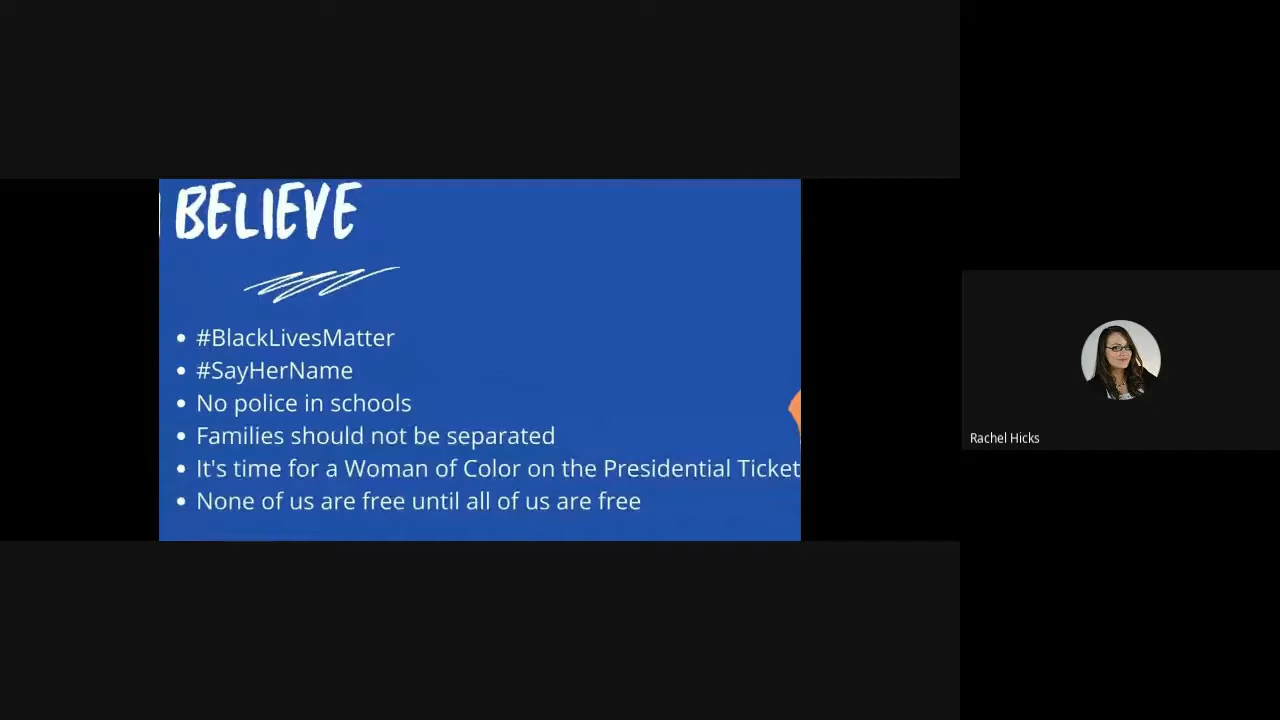 BELIEVE
• #BlackLivesMatter
• #SayHerName
• No police in schools
• Families should not be separated
• It's time for a Woman of Color on the Presidential Ticket
• None of us are free until all of us are free
Rachel Hicks